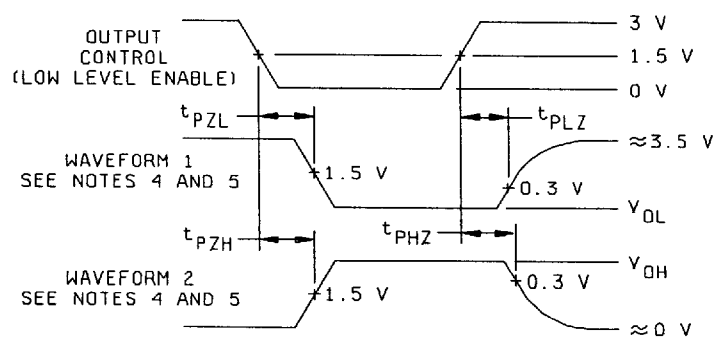 OUTPUT
CONTROL
(LOW LEVEL ENABLE)
3 V
1.5 V
0 V
tPZL
tPLZ
≈3.5 V
WAVEFORM 1
SEE NOTES 4 AND 5
1.5 V
0.3 V
VOL
tPZH
tPHZ
VOH
WAVEFORM 2
SEE NOTES 4 AND 5
1.5 V
0.3 V
≈0 V